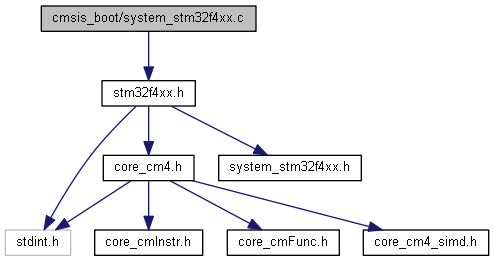 cmsis_boot/system_stm32f4xx.c
stm32f4xx.h
core_cm4.h
system_stm32f4xx.h
stdint.h
core_cmInstr.h
core_cmFunc.h
core_cm4_simd.h